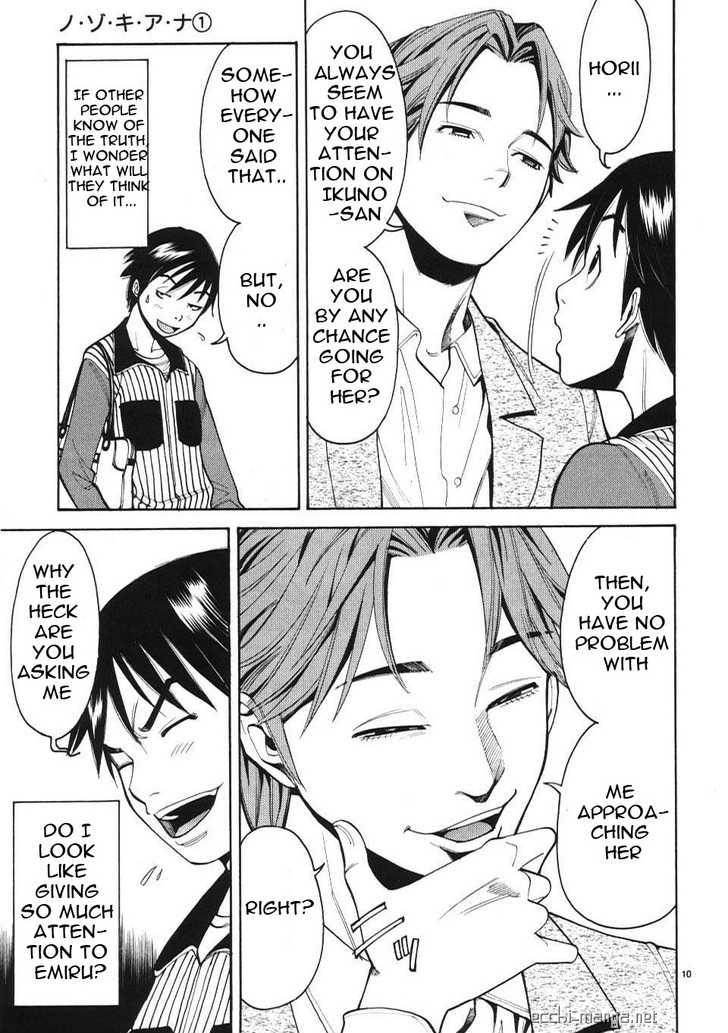 ノ・ゾ・キ・ア・ナ①
HORII
...
YOU
ALWAYS
SEEM
TO HAVE
YOUR
ATTEN-
TION ON
IKUNO
-SAN
ARE
YOU
BY ANY
CHANCE
GOING
FOR
HER?
SOME-
HOW
EVERY-
ONE
SAID
THAT..
BUT,
NO
..
IF OTHER
PEOPLE
KNOW OF
THE TRUTH,
I WONDER
WHAT WILL
THEY THINK
OF IT...
THEN,
YOU
HAVE NO
PROBLEM
WITH
ME
APPROA-
CHING
HER
RIGHT?
WHY
THE
HECK
ARE
YOU
ASKING
ME
DO I
LOOK
LIKE
GIVING
SO MUCH
ATTEN-
TION TO
EMIRU?
10
ecchi-manga.net